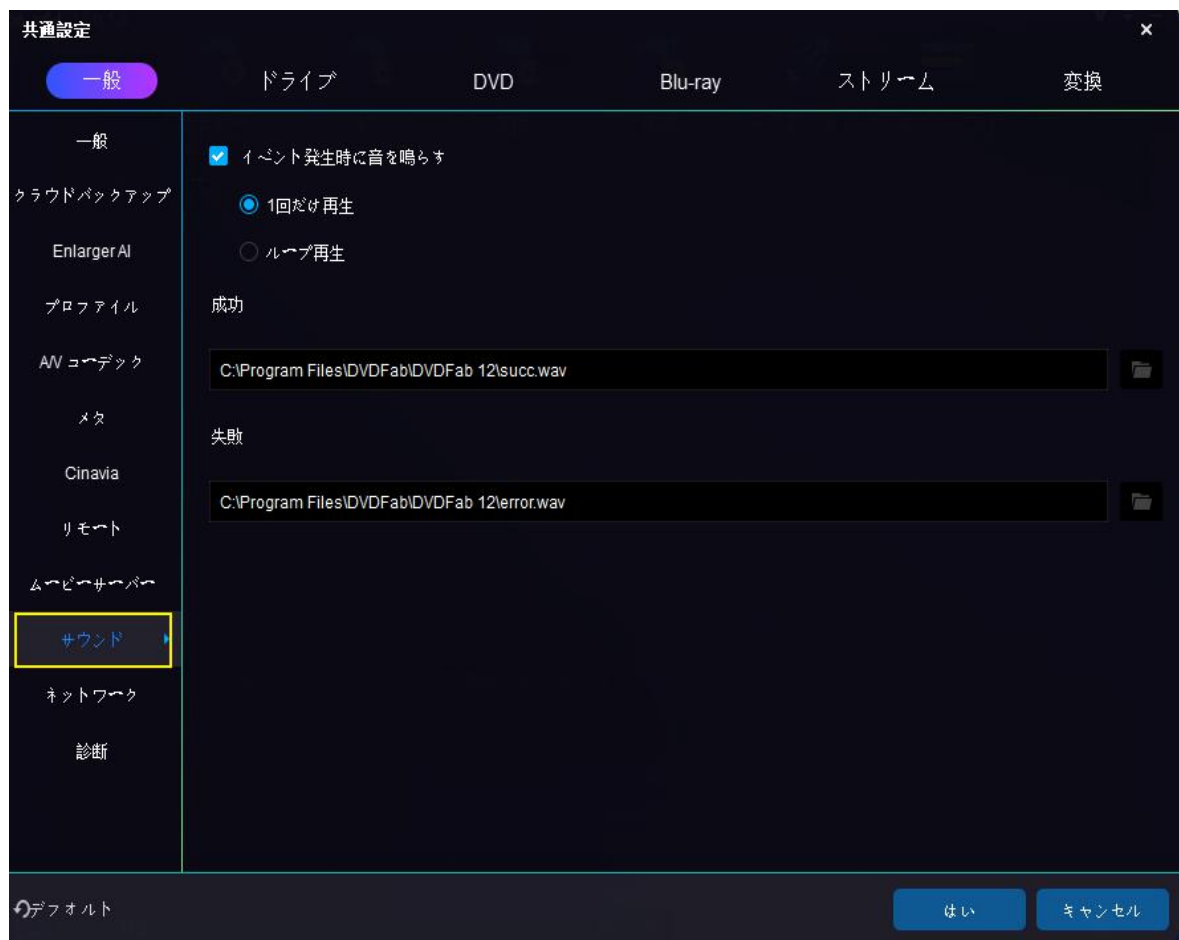 共通設定
一般 ドライブ DVD Blu-ray ストリーム 変換
一般
クラウドバックアップ
Enlarger AI
プロファイル
A/V コーデック
メタ
Cinavia
リモート
ムービーサーバー
サウンド
ネットワーク
診断
イベント発生時に音を鳴らす
1回だけ再生
ループ再生
成功
C:\Program Files\DVDFab\DVDFab 12\succ.wav
失敗
C:\Program Files\DVDFab\DVDFab 12\error.wav
デフォルト
はい キャンセル